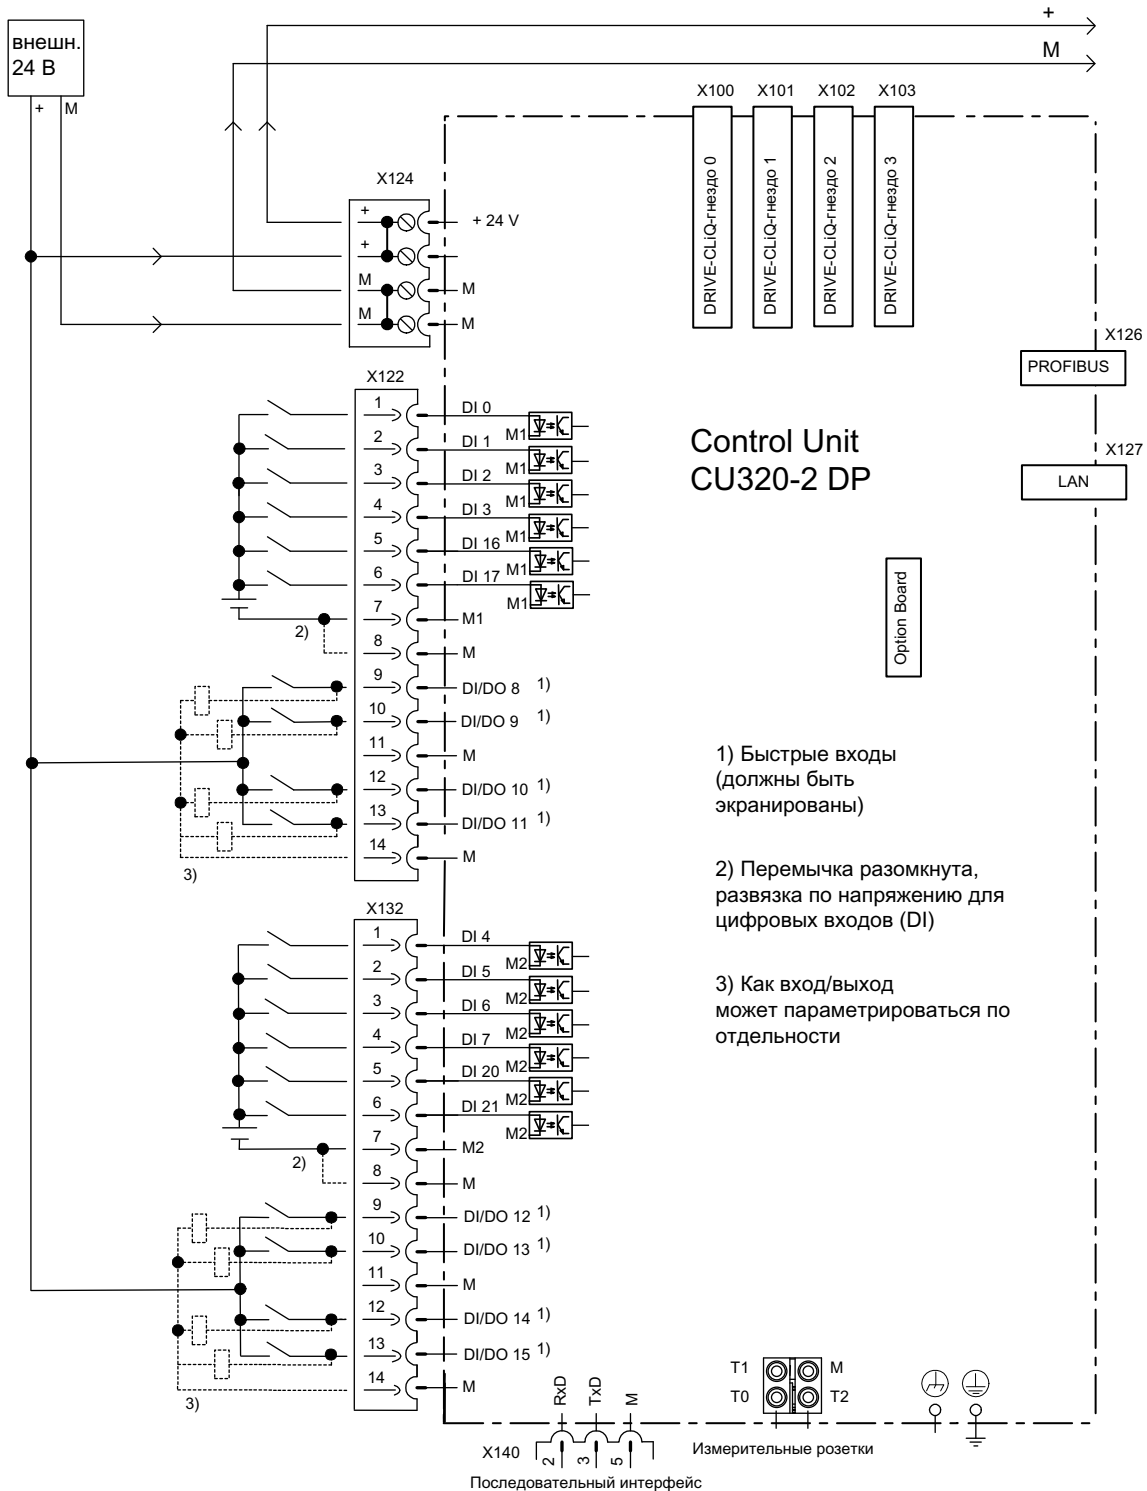 внешн.
24 В
+
M
+
M
X124
+
+
M
M
+ 24 V
M
M
X100
X101
X102
X103
DRIVE-CLiQ-гнездо 0
DRIVE-CLiQ-гнездо 1
DRIVE-CLiQ-гнездо 2
DRIVE-CLiQ-гнездо 3
X126
PROFIBUS
X127
LAN
Control Unit
CU320-2 DP
Option Board
X122
1
DI 0
M1
2
DI 1
M1
3
DI 2
M1
4
DI 3
M1
5
DI 16
M1
6
DI 17
M1
2)
7
M1
8
M
9
DI/DO 8 1)
10
DI/DO 9 1)
11
M
12
DI/DO 10 1)
13
DI/DO 11 1)
14
M
3)
1) Быстрые входы
(должны быть
экранированы)
2) Перемычка разомкнута,
развязка по напряжению для
цифровых входов (DI)
3) Как вход/выход
может параметрироваться по
отдельности
X132
1
DI 4
M2
2
DI 5
M2
3
DI 6
M2
4
DI 7
M2
5
DI 20
M2
6
DI 21
M2
2)
7
M2
8
M
9
DI/DO 12 1)
10
DI/DO 13 1)
11
M
12
DI/DO 14 1)
13
DI/DO 15 1)
14
M
3)
RxD
TxD
M
X140
2
3
5
Последовательный интерфейс
T1
M
T0
T2
Измерительные розетки